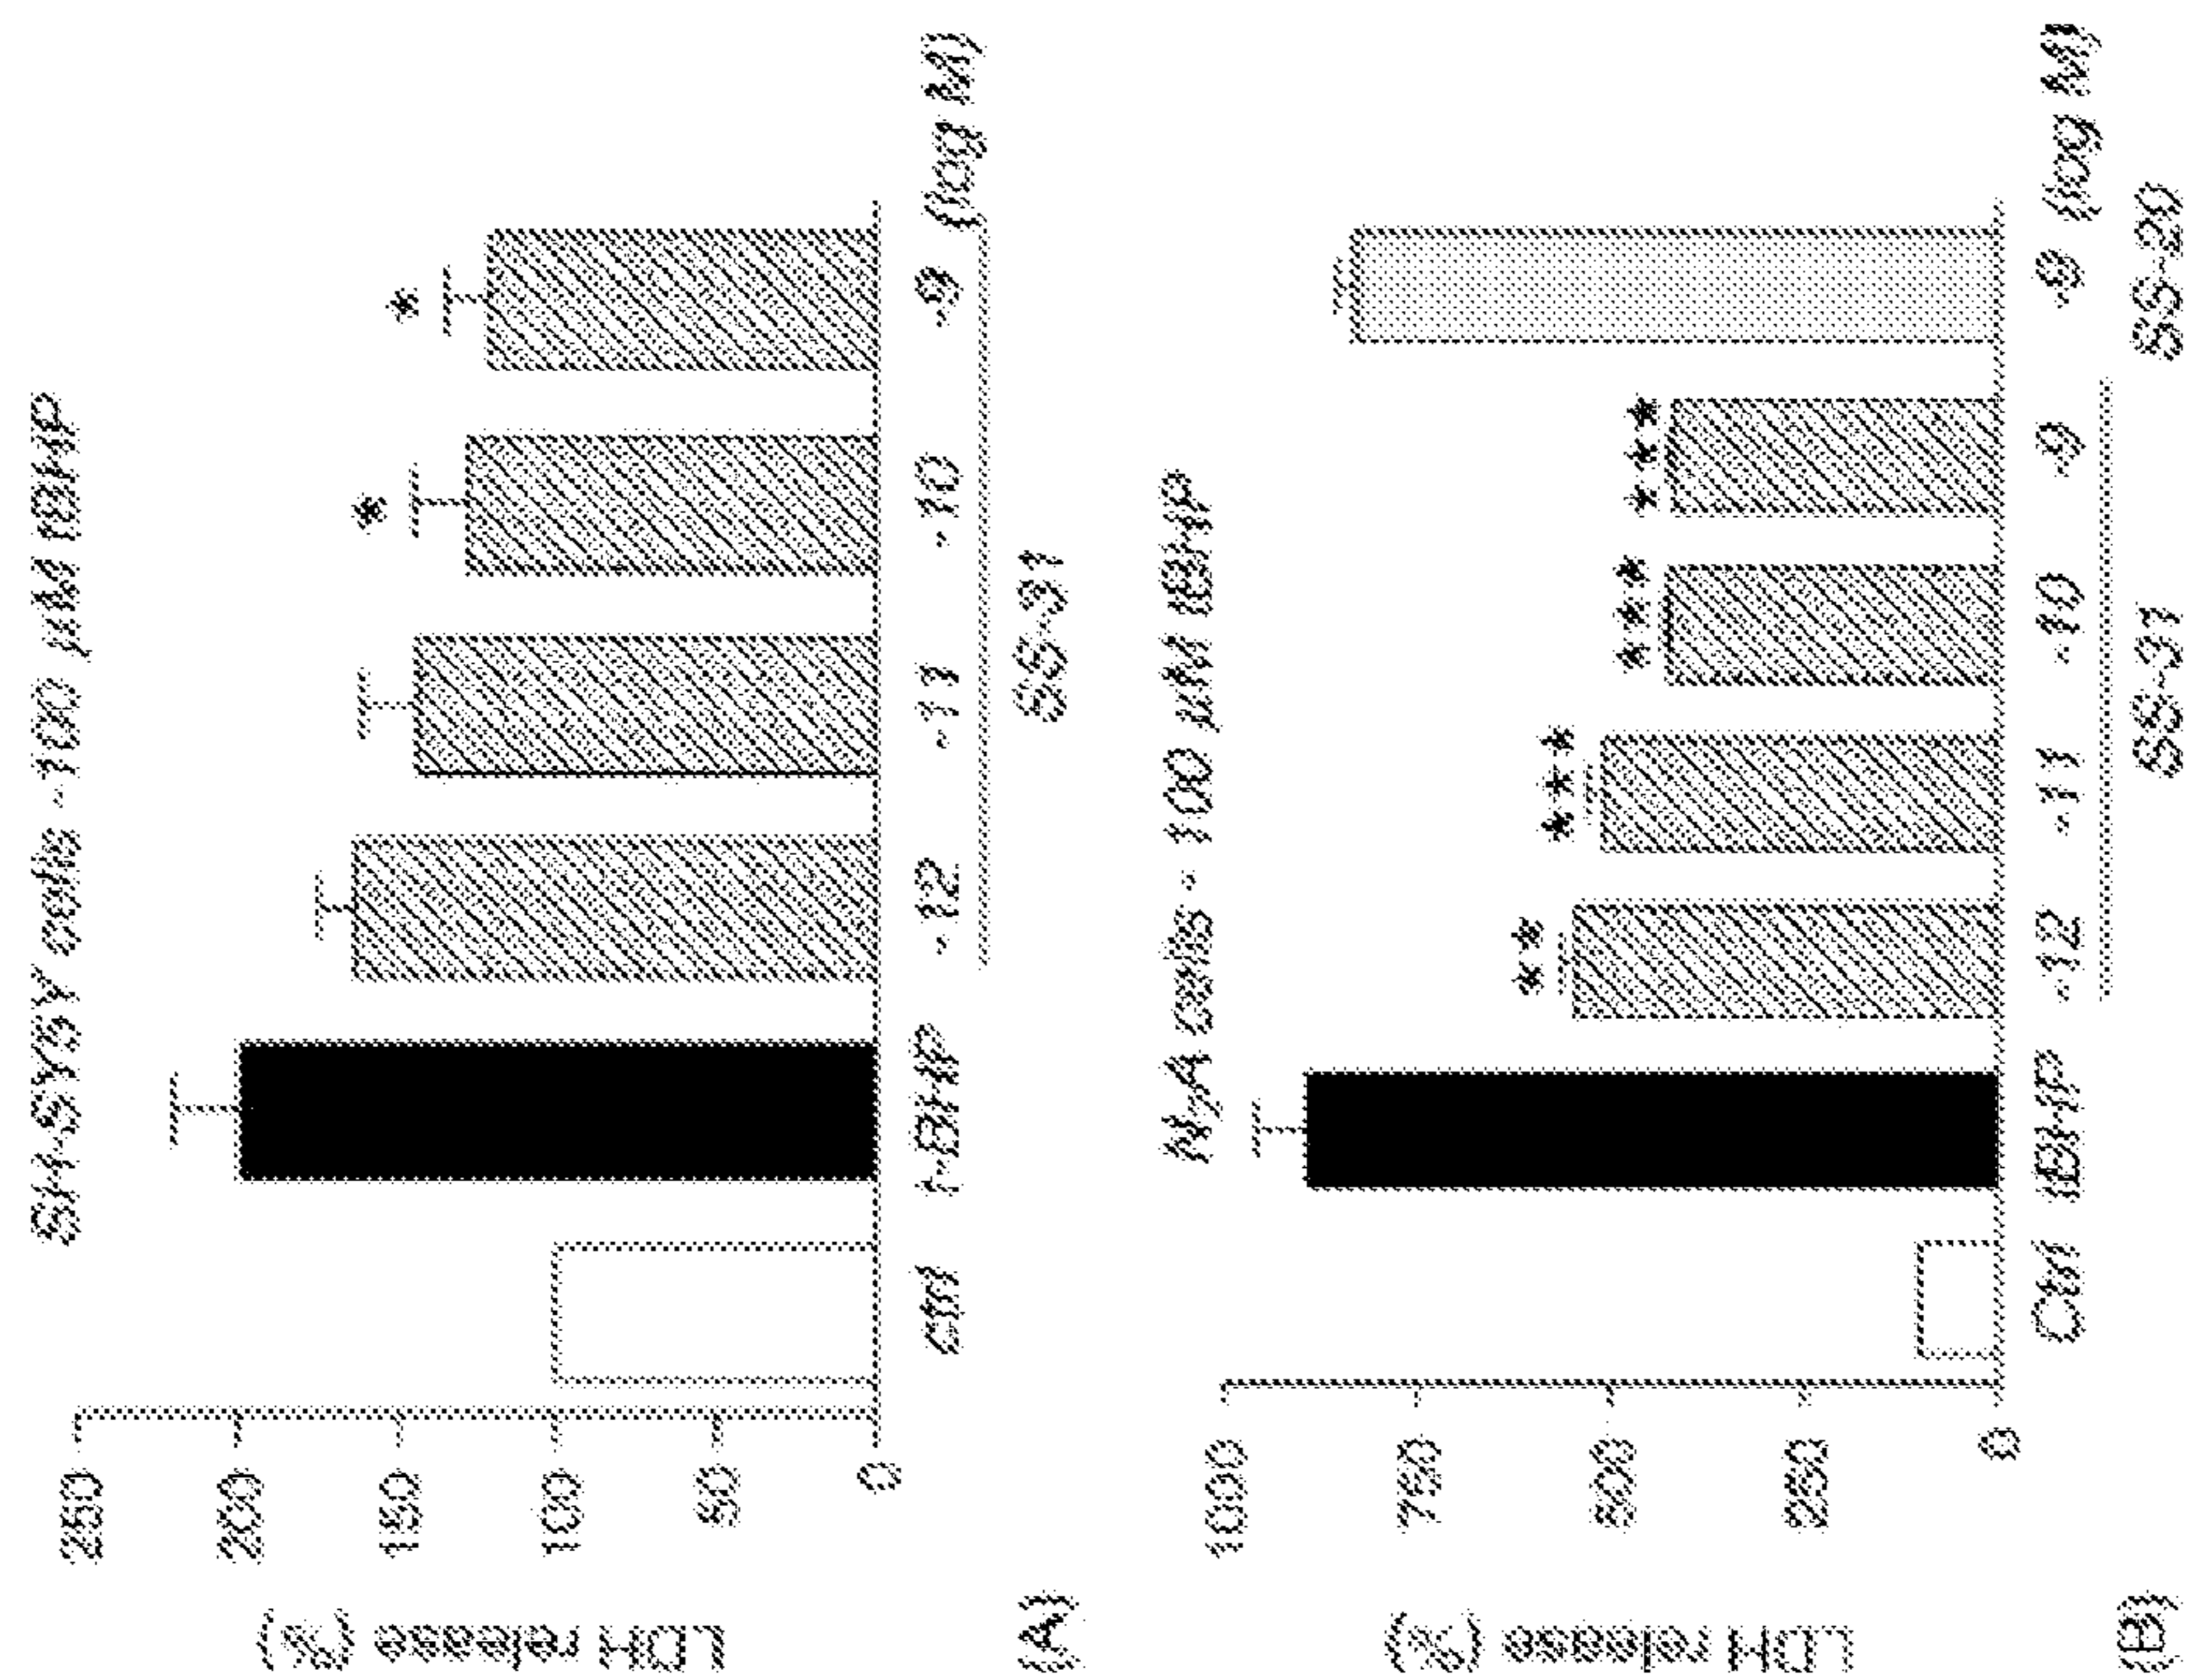 SH-SY5Y cells -100 µM tBHP
LDH release
(%)
250
200
150
100
50
0
*
*
ctrl t-BHP -12 -11 -10 -9 (log M)
SS-31
(A)
N₂A cells - 100 µM tBHP
LDH release
(%)
1000
750
500
250
0
**
***
***
***
Ctrl tBHP -12 -11 -10 -9 -9 (log M)
SS-31 SS-20
(B)